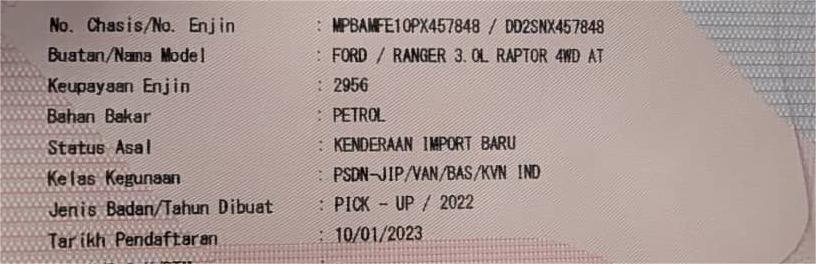 No. Chasis/No. Enjin : MPBAMFE10PX457848 / DD2SNX457848
Buatan/Nama Model : FORD / RANGER 3.0L RAPTOR 4WD AT
Keupayaan Enjin : 2956
Bahan Bakar : PETROL
Status Asal : KENDERAAN IMPORT BARU
Kelas Kegunaan : PSDN-JIP/VAN/BAS/KVN IND
Jenis Badan/Tahun Dibuat : PICK - UP / 2022
Tarikh Pendaftaran : 10/01/2023